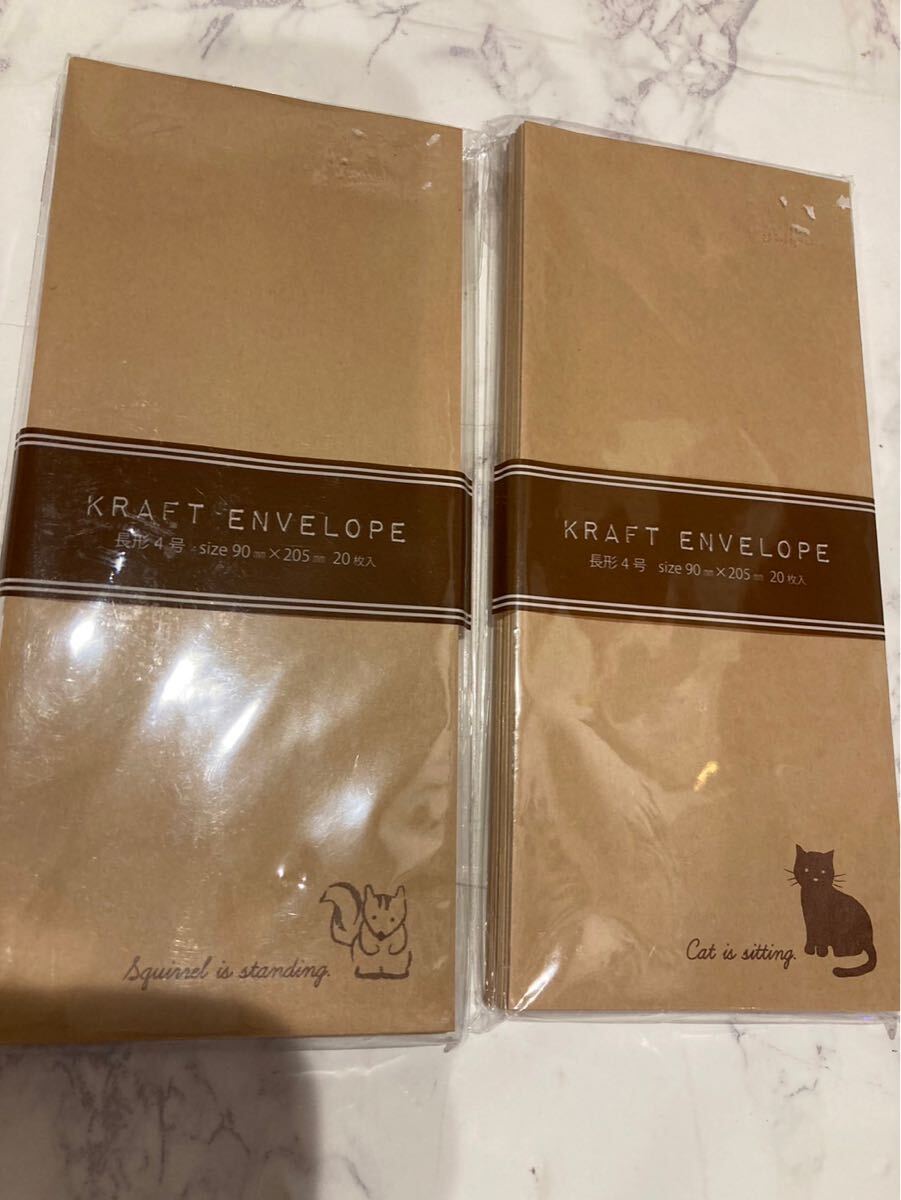 KRAFT ENVELOPE
長形4号 size 90㎜×205㎜ 20枚入
Squirrel is standing.
KRAFT ENVELOPE
長形4号 size 90㎜×205㎜ 20枚入
Cat is sitting.